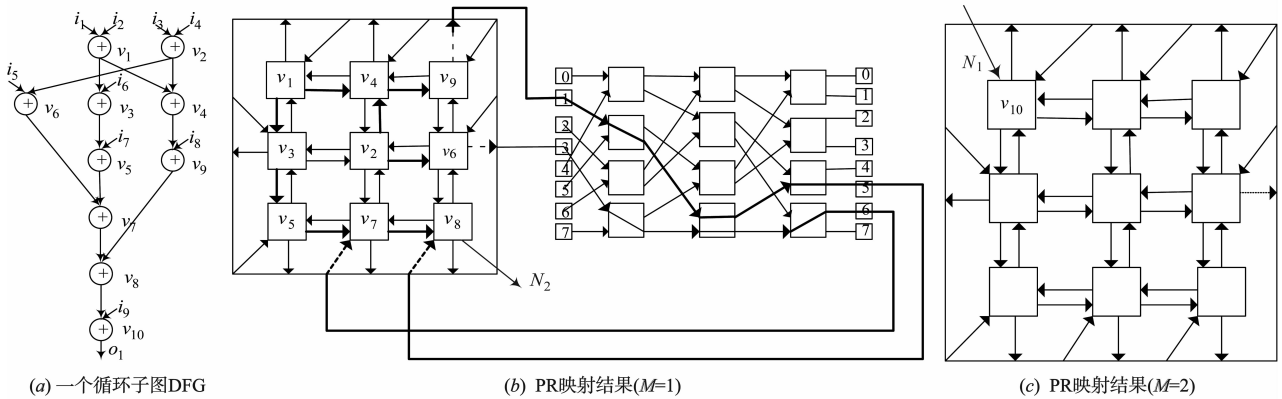 i1 i2 i3 i4
+ v1 + v2
i5 i6
+ v6 + v3 + v4
i7 i8
+ v5 + v9
+ v7
+ v8
i9
+ v10
o1
(a) 一个循环子图DFG
v1 v4 v9
v3 v2 v6
v5 v7 v8
N2
0
1
2
3
4
5
6
7
0
1
2
3
4
5
6
7
(b) PR映射结果(M=1)
N1
v10
(c) PR映射结果(M=2)